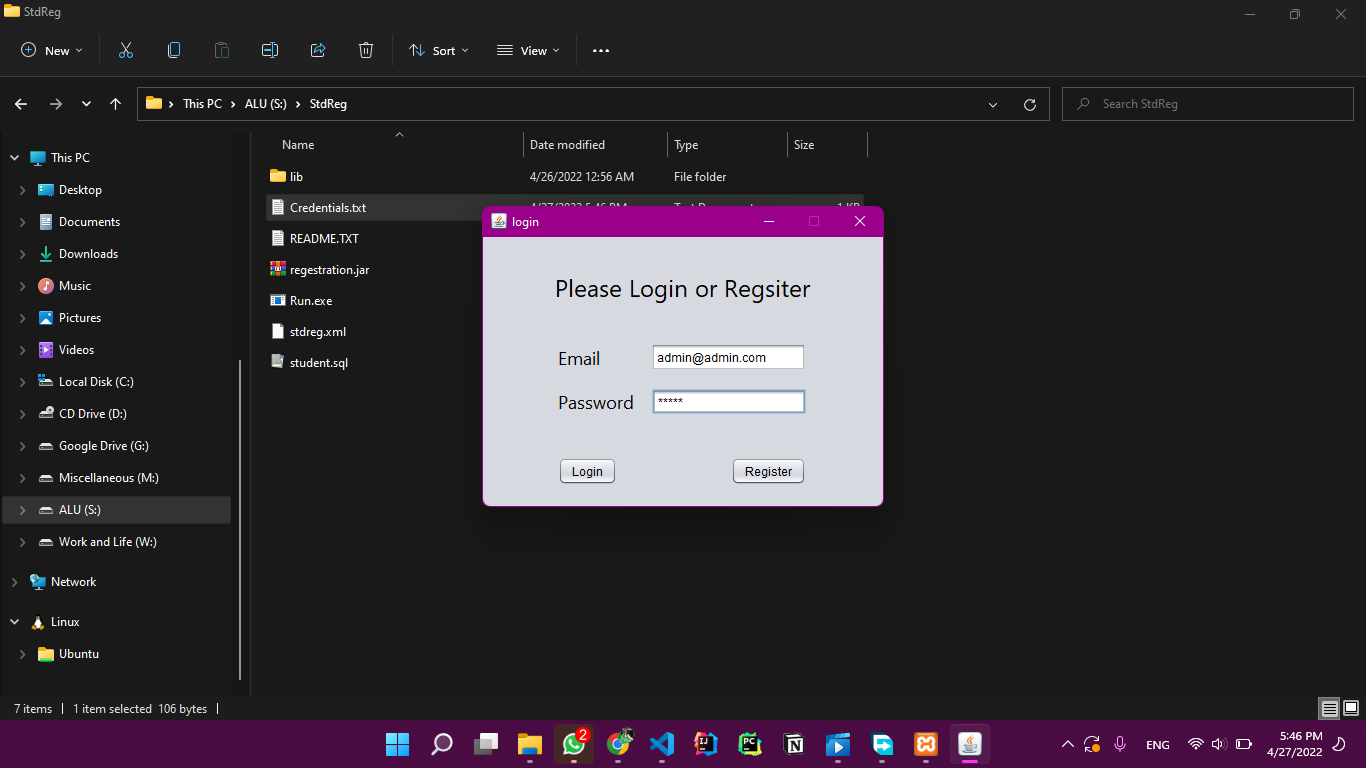 StdReg
New
Sort
View
This PC
ALU (S:)
StdReg
Search StdReg
Name
Date modified
Type
Size
lib
4/26/2022 12:56 AM
File folder
Credentials.txt
README.TXT
regestration.jar
Run.exe
stdreg.xml
student.sql
This PC
Desktop
Documents
Downloads
Music
Pictures
Videos
Local Disk (C:)
CD Drive (D:)
Google Drive (G:)
Miscellaneous (M:)
ALU (S:)
Work and Life (W:)
Network
Linux
Ubuntu
login
Please Login or Regsiter
Email
admin@admin.com
Password
*****
Login
Register
7 items
1 item selected 106 bytes
2
ENG
5:46 PM
4/27/2022